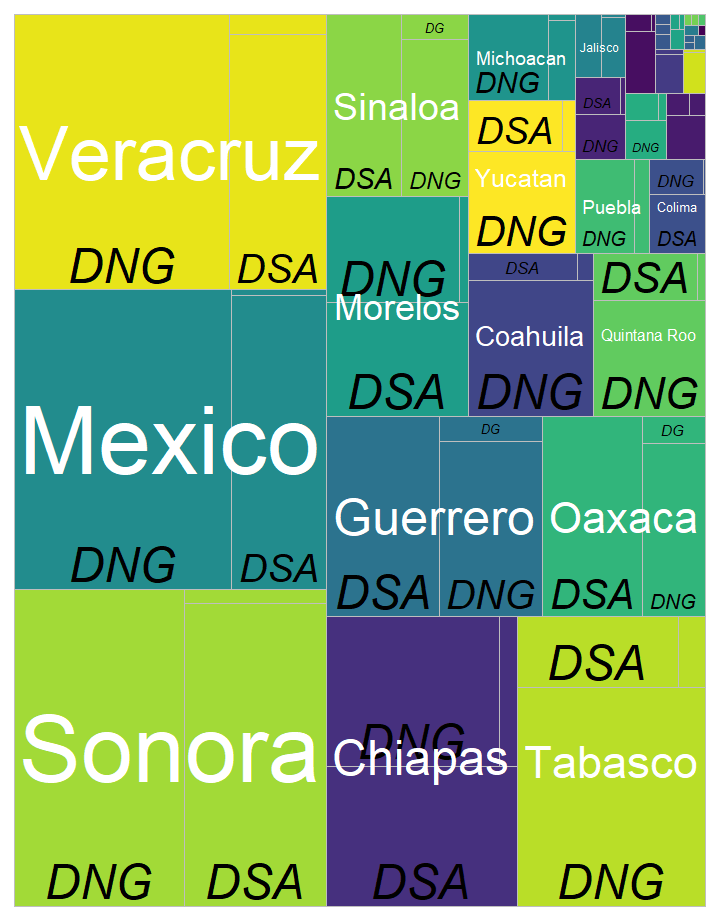 Veracruz
DNG
DSA
Mexico
DNG
DSA
Sonora
DNG
DSA
DG
Sinaloa
DSA
DNG
DNG
Morelos
DSA
Michoacan
DNG
DSA
Yucatan
DNG
Jalisco
DSA
DNG
DNG
Puebla
DNG
DNG
Colima
DSA
DSA
Coahuila
DNG
DSA
Quintana Roo
DNG
DG
Guerrero
DSA
DNG
DG
Oaxaca
DSA
DNG
DNG
Chiapas
DSA
DSA
Tabasco
DNG